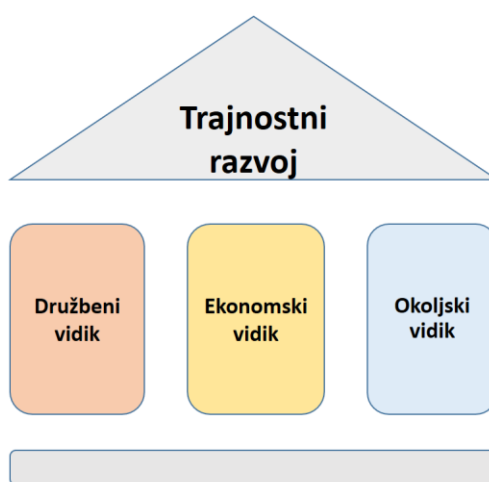 Trajnostni
razvoj
Družbeni
vidik
Ekonomski
vidik
Okoljski
vidik